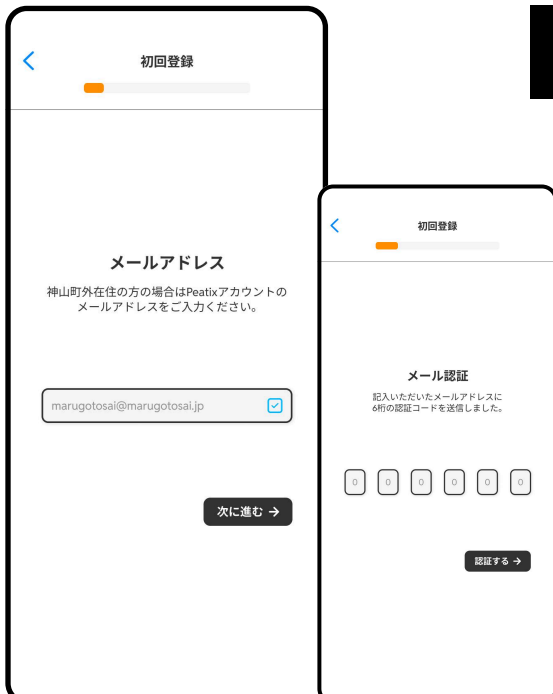 初回登録
メールアドレス
神山町外在住の方の場合はPeatixアカウントの
メールアドレスをご入力ください。
marugotosai@marugotosai.jp
次に進む →
初回登録
メール認証
記入いただいたメールアドレスに
6桁の認証コードを送信しました。
0 0 0 0 0 0
認証する →